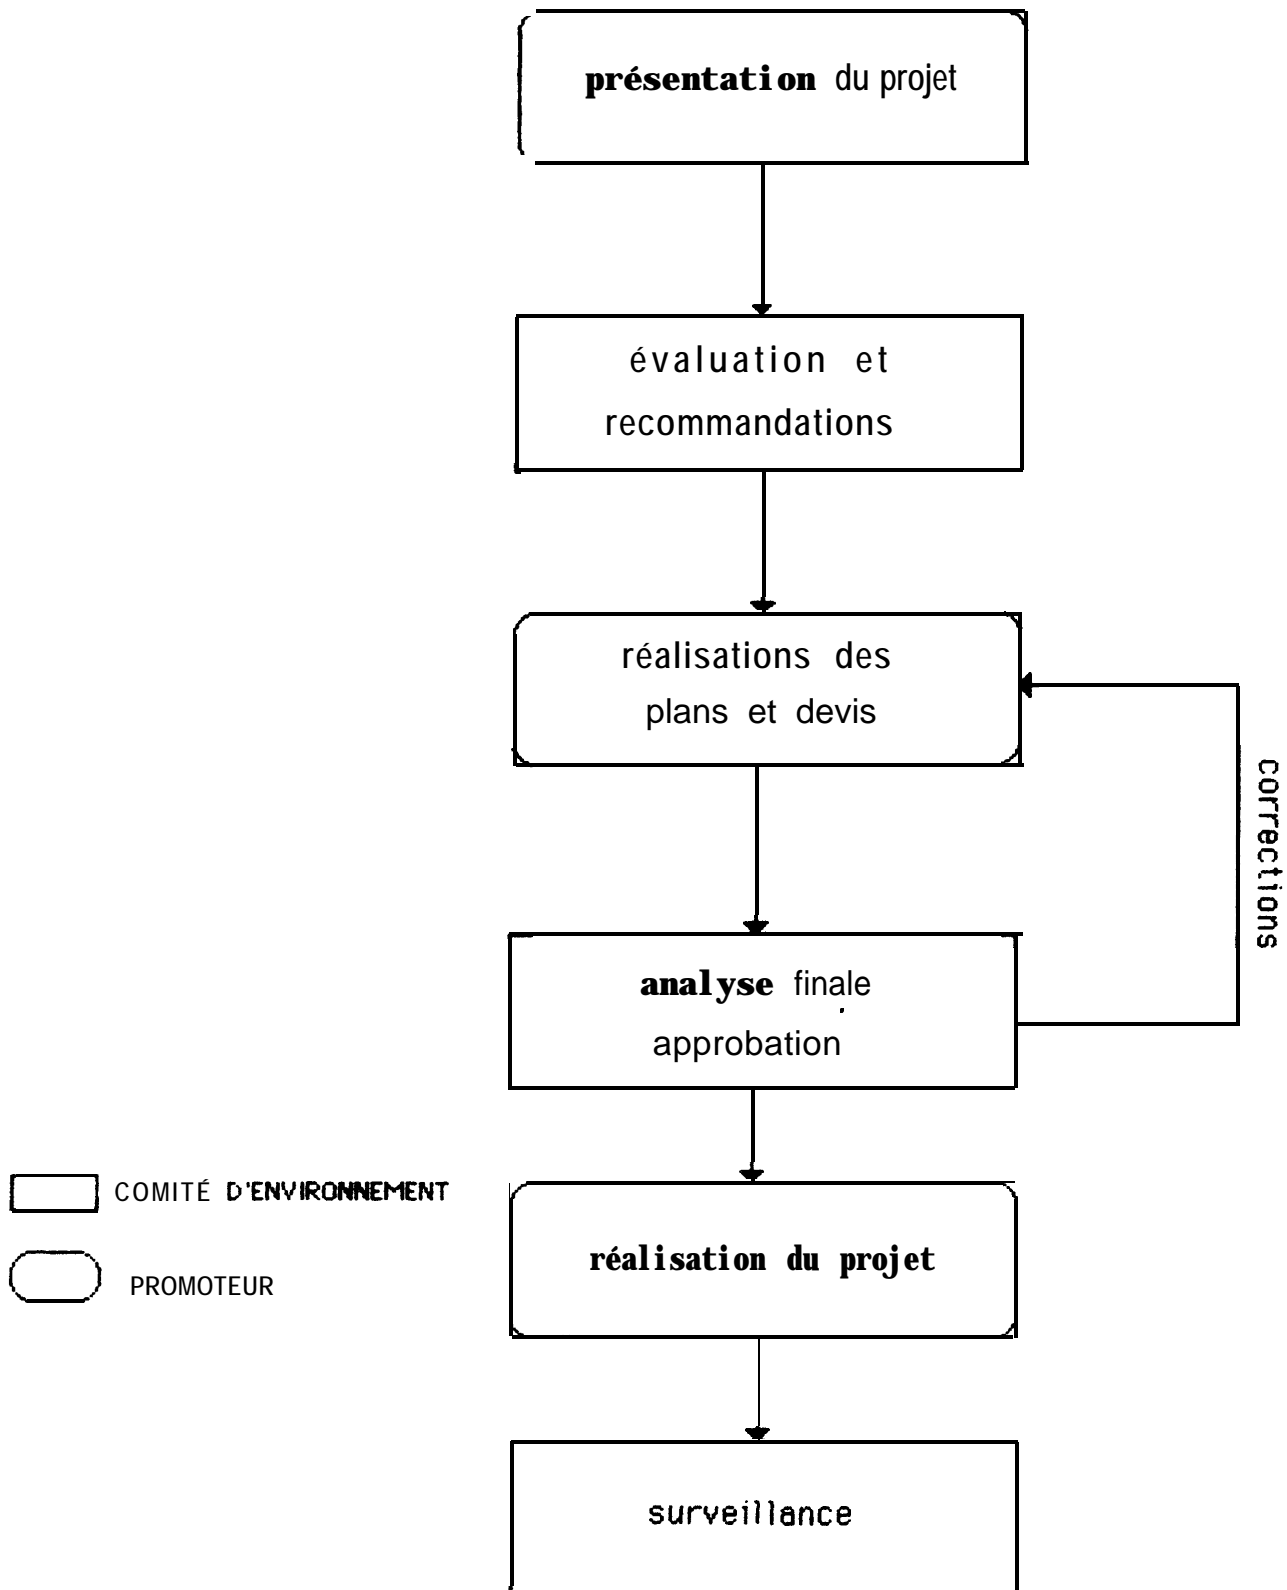 présentation du projet
évaluation et
recommandations
réalisations des
plans et devis
corrections
analyse finale
approbation
COMITÉ D'ENVIRONNEMENT
PROMOTEUR
réalisation du projet
surveillance